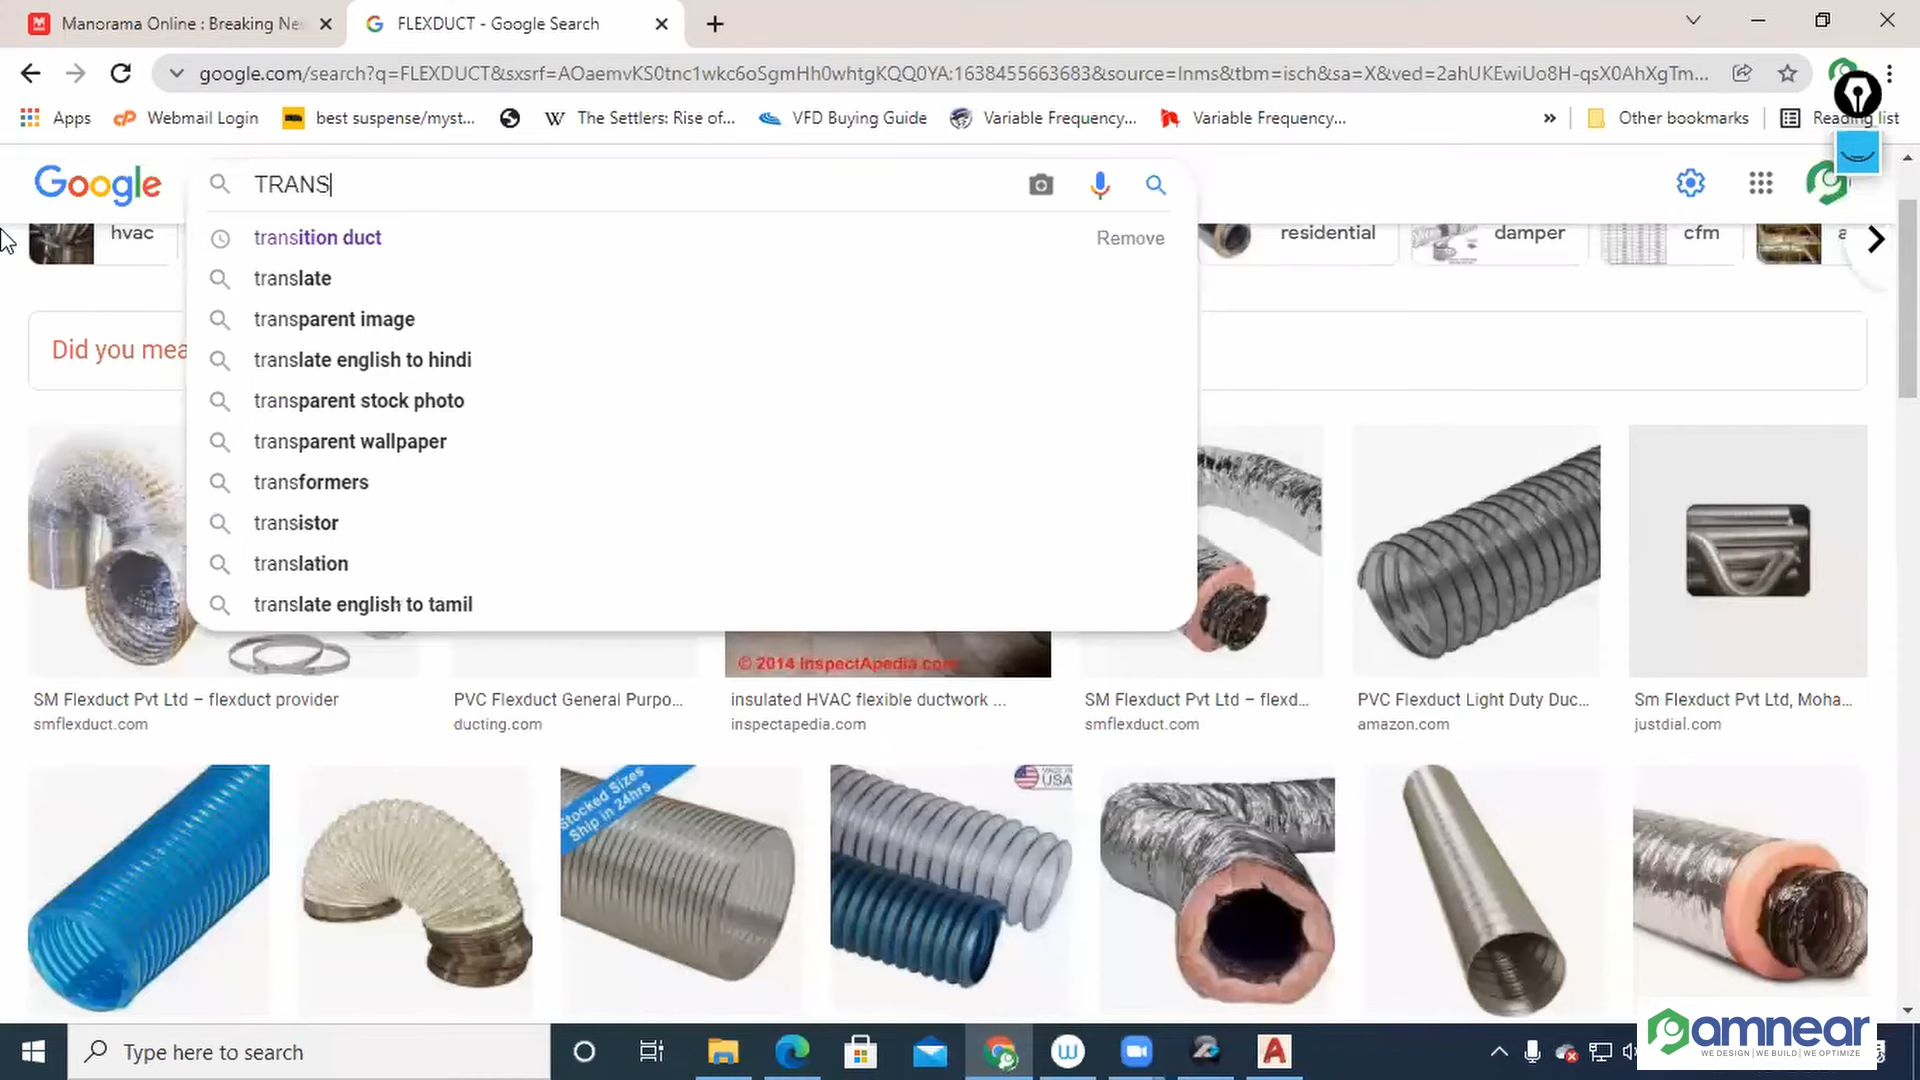 Manorama Online : Breaking Ne
FLEXDUCT - Google Search
google.com/search?q=FLEXDUCT&sxsrf=AOaemvKS0tnc1wkc6oSgmHh0whtgKQQ0YA:1638455663683&source=lnms&tbm=isch&sa=X&ved=2ahUKEwiUo8H-qsX0AhXgTm...
Apps
Webmail Login
best suspense/myst...
The Settlers: Rise of...
VFD Buying Guide
Variable Frequency...
Variable Frequency...
Other bookmarks
Reading list
Google
TRANS
hvac
residential
damper
cfm
transition duct
Remove
translate
transparent image
translate english to hindi
transparent stock photo
transparent wallpaper
transformers
transistor
translation
translate english to tamil
Did you mea
© 2014 InspectApedia.com
SM Flexduct Pvt Ltd – flexduct provider
smflexduct.com
PVC Flexduct General Purpo...
ducting.com
insulated HVAC flexible ductwork ...
inspectapedia.com
SM Flexduct Pvt Ltd – flexd...
smflexduct.com
PVC Flexduct Light Duty Duc...
amazon.com
Sm Flexduct Pvt Ltd, Moha...
justdial.com
Stocked Sizes
Ship in 24hrs
USA
Type here to search
amnear
WE DESIGN | WE BUILD | WE OPTIMIZE